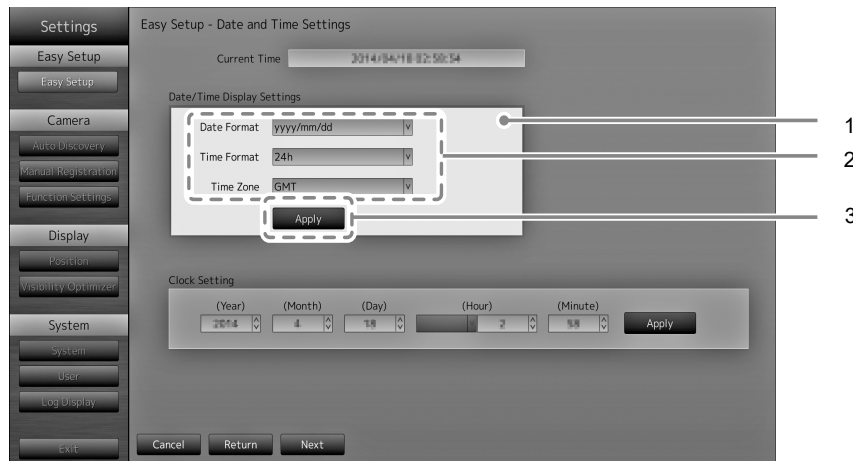 Settings
Easy Setup - Date and Time Settings
Easy Setup
Easy Setup
Current Time
Date/Time Display Settings
Date Format yyyy/mm/dd
Time Format 24h
Time Zone GMT
Apply
1
2
3
Camera
Auto Discovery
Manual Registration
Function Settings
Display
Position
Visibility Optimizer
Clock Setting
(Year) (Month) (Day) (Hour) (Minute)
2014 4 18 2
Apply
System
System
User
Log Display
Exit
Cancel Return Next